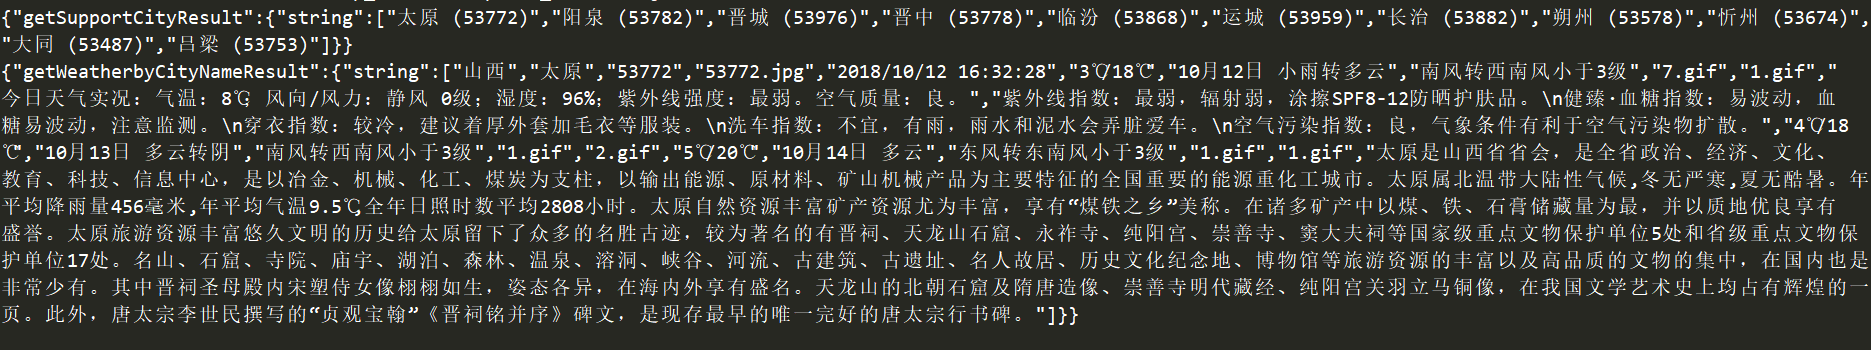 {"getSupportCityResult":{"string":["太原 (53772)","阳泉 (53782)","晋城 (53976)","晋中 (53778)","临汾 (53868)","运城 (53959)","长治 (53882)","朔州 (53578)","忻州 (53674)",
"大同 (53487)","吕梁 (53753)"]}}
{"getWeatherbyCityNameResult":{"string":["山西","太原","53772","53772.jpg","2018/10/12 16:32:28","3℃/18℃","10月12日 小雨转多云","南风转西南风小于3级","7.gif","1.gif","
今日天气实况：气温：8℃；风向/风力：静风 0级；湿度：96%；紫外线强度：最弱。空气质量：良。","紫外线指数：最弱，辐射弱，涂擦SPF8-12防晒护肤品。\n健臻·血糖指数：易波动，血
糖易波动，注意监测。\n穿衣指数：较冷，建议着厚外套加毛衣等服装。\n洗车指数：不宜，有雨，雨水和泥水会弄脏爱车。\n空气污染指数：良，气象条件有利于空气污染物扩散。","4℃/18
℃","10月13日 多云转阴","南风转西南风小于3级","1.gif","2.gif","5℃/20℃","10月14日 多云","东风转东南风小于3级","1.gif","1.gif","太原是山西省省会，是全省政治、经济、文化、
教育、科技、信息中心，是以冶金、机械、化工、煤炭为支柱，以输出能源、原材料、矿山机械产品为主要特征的全国重要的能源重化工城市。太原属北温带大陆性气候,冬无严寒,夏无酷暑。年
平均降雨量456毫米,年平均气温9.5℃,全年日照时数平均2808小时。太原自然资源丰富矿产资源尤为丰富，享有“煤铁之乡”美称。在诸多矿产中以煤、铁、石膏储藏量为最，并以质地优良享有
盛誉。太原旅游资源丰富悠久文明的历史给太原留下了众多的名胜古迹，较为著名的有晋祠、天龙山石窟、永祚寺、纯阳宫、崇善寺、窦大夫祠等国家级重点文物保护单位5处和省级重点文物保
护单位17处。名山、石窟、寺院、庙宇、湖泊、森林、温泉、溶洞、峡谷、河流、古建筑、古遗址、名人故居、历史文化纪念地、博物馆等旅游资源的丰富以及高品质的文物的集中，在国内也是
非常少有。其中晋祠圣母殿内宋塑侍女像栩栩如生，姿态各异，在海内外享有盛名。天龙山的北朝石窟及隋唐造像、崇善寺明代藏经、纯阳宫关羽立马铜像，在我国文学艺术史上均占有辉煌的一
页。此外，唐太宗李世民撰写的“贞观宝翰”《晋祠铭并序》碑文，是现存最早的唯一完好的唐太宗行书碑。"]}}